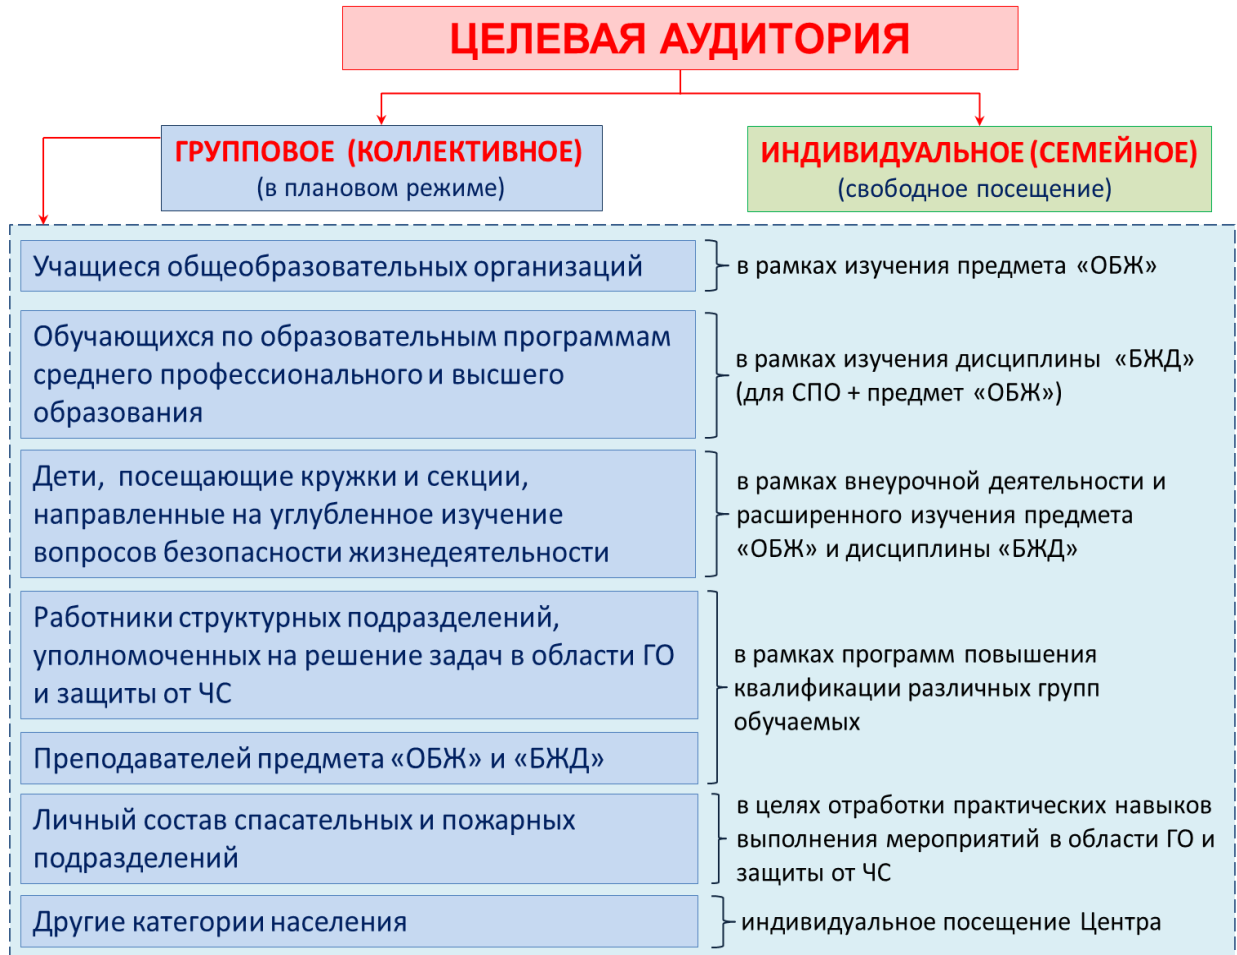 ЦЕЛЕВАЯ АУДИТОРИЯ
ГРУППОВОЕ (КОЛЛЕКТИВНОЕ)
(в плановом режиме)
ИНДИВИДУАЛЬНОЕ (СЕМЕЙНОЕ)
(свободное посещение)
Учащиеся общеобразовательных организаций
в рамках изучения предмета «ОБЖ»
Обучающихся по образовательным программам
среднего профессионального и высшего
образования
в рамках изучения дисциплины «БЖД»
(для СПО + предмет «ОБЖ»)
Дети, посещающие кружки и секции,
направленные на углубленное изучение
вопросов безопасности жизнедеятельности
в рамках внеурочной деятельности и
расширенного изучения предмета
«ОБЖ» и дисциплины «БЖД»
Работники структурных подразделений,
уполномоченных на решение задач в области ГО
и защиты от ЧС
Преподавателей предмета «ОБЖ» и «БЖД»
в рамках программ повышения
квалификации различных групп
обучаемых
Личный состав спасательных и пожарных
подразделений
в целях отработки практических навыков
выполнения мероприятий в области ГО и
защиты от ЧС
Другие категории населения
индивидуальное посещение Центра